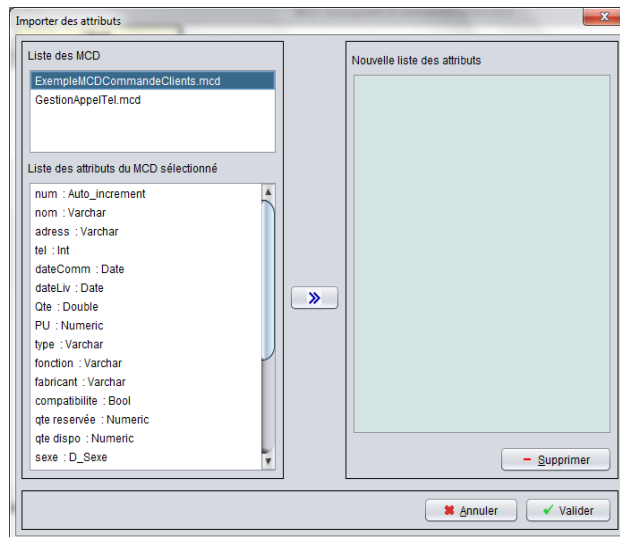 Importer des attributs
Liste des MCD
ExempleMCDCommandeClients.mcd
GestionAppelTel.mcd
Liste des attributs du MCD sélectionné
num : Auto_increment
nom : Varchar
adress : Varchar
tel : Int
dateComm : Date
dateLiv : Date
Qte : Double
PU : Numeric
type : Varchar
fonction : Varchar
fabricant : Varchar
compatibilite : Bool
qte reservée : Numeric
qte dispo : Numeric
sexe : D_Sexe
Nouvelle liste des attributs
Supprimer
Annuler
Valider